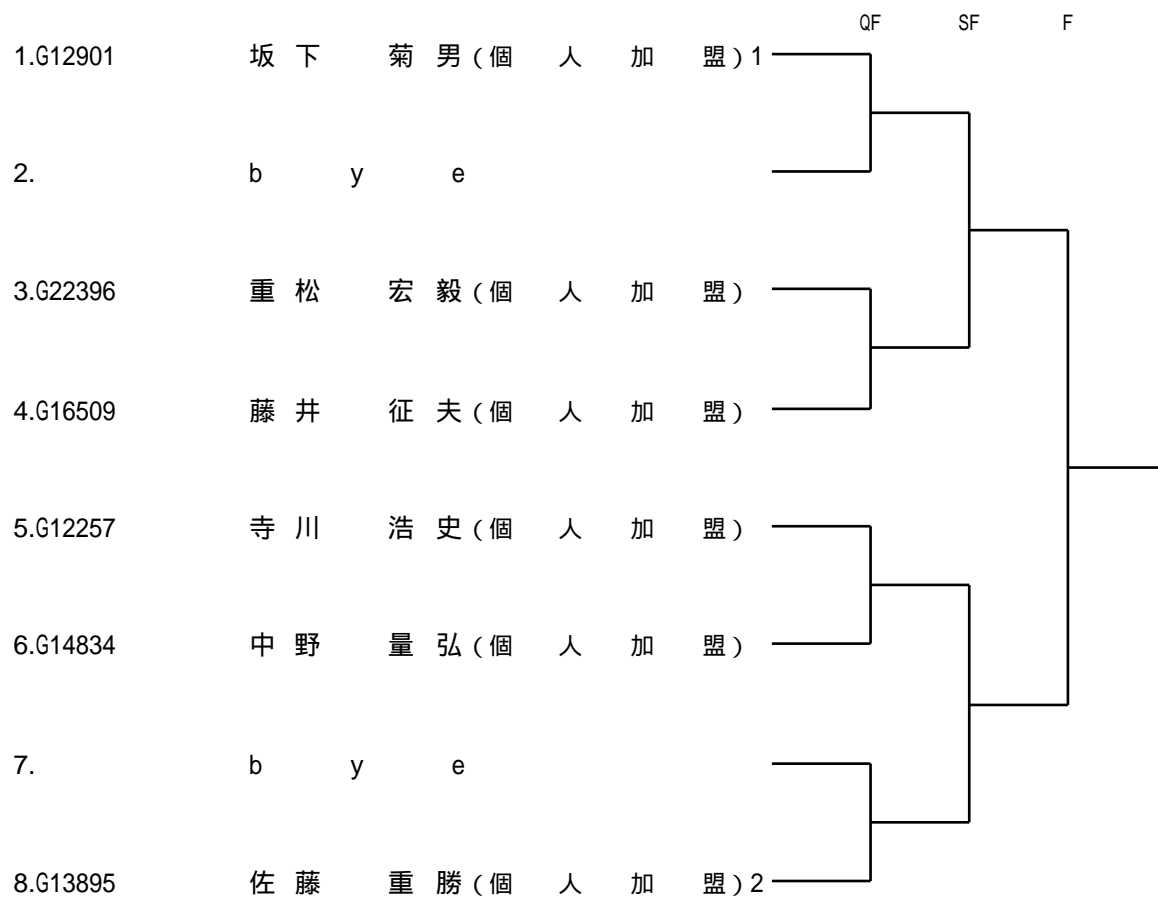 QF SF F
1.G12901 坂下 菊男(個人加盟)1
2. bye
3.G22396 重松 宏毅(個人加盟)
4.G16509 藤井 征夫(個人加盟)
5.G12257 寺川 浩史(個人加盟)
6.G14834 中野 量弘(個人加盟)
7. bye
8.G13895 佐藤 重勝(個人加盟)2